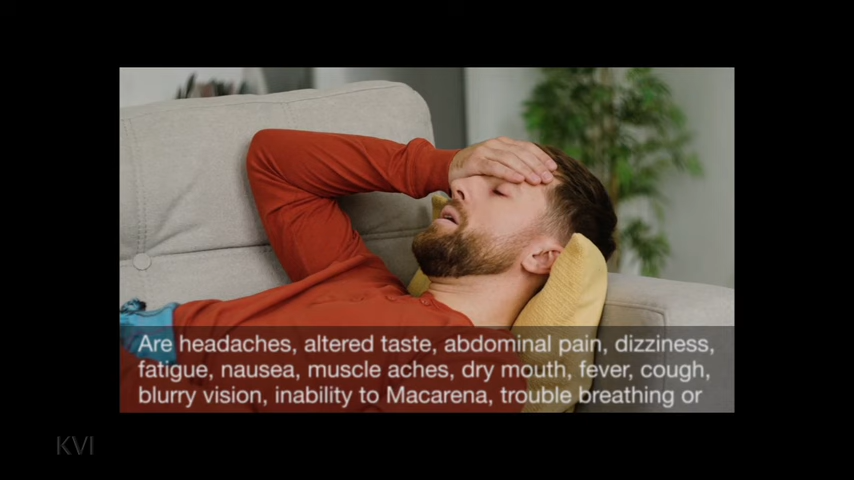 Are headaches, altered taste, abdominal pain, dizziness,
fatigue, nausea, muscle aches, dry mouth, fever, cough,
blurry vision, inability to Macarena, trouble breathing or
KVI